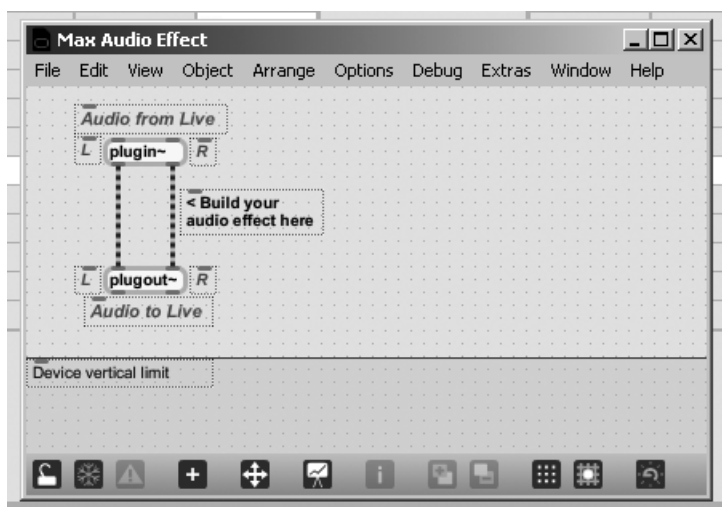 Max Audio Effect
File Edit View Object Arrange Options Debug Extras Window Help
Audio from Live
L plugin~ R
< Build your
audio effect here
L plugout~ R
Audio to Live
Device vertical limit